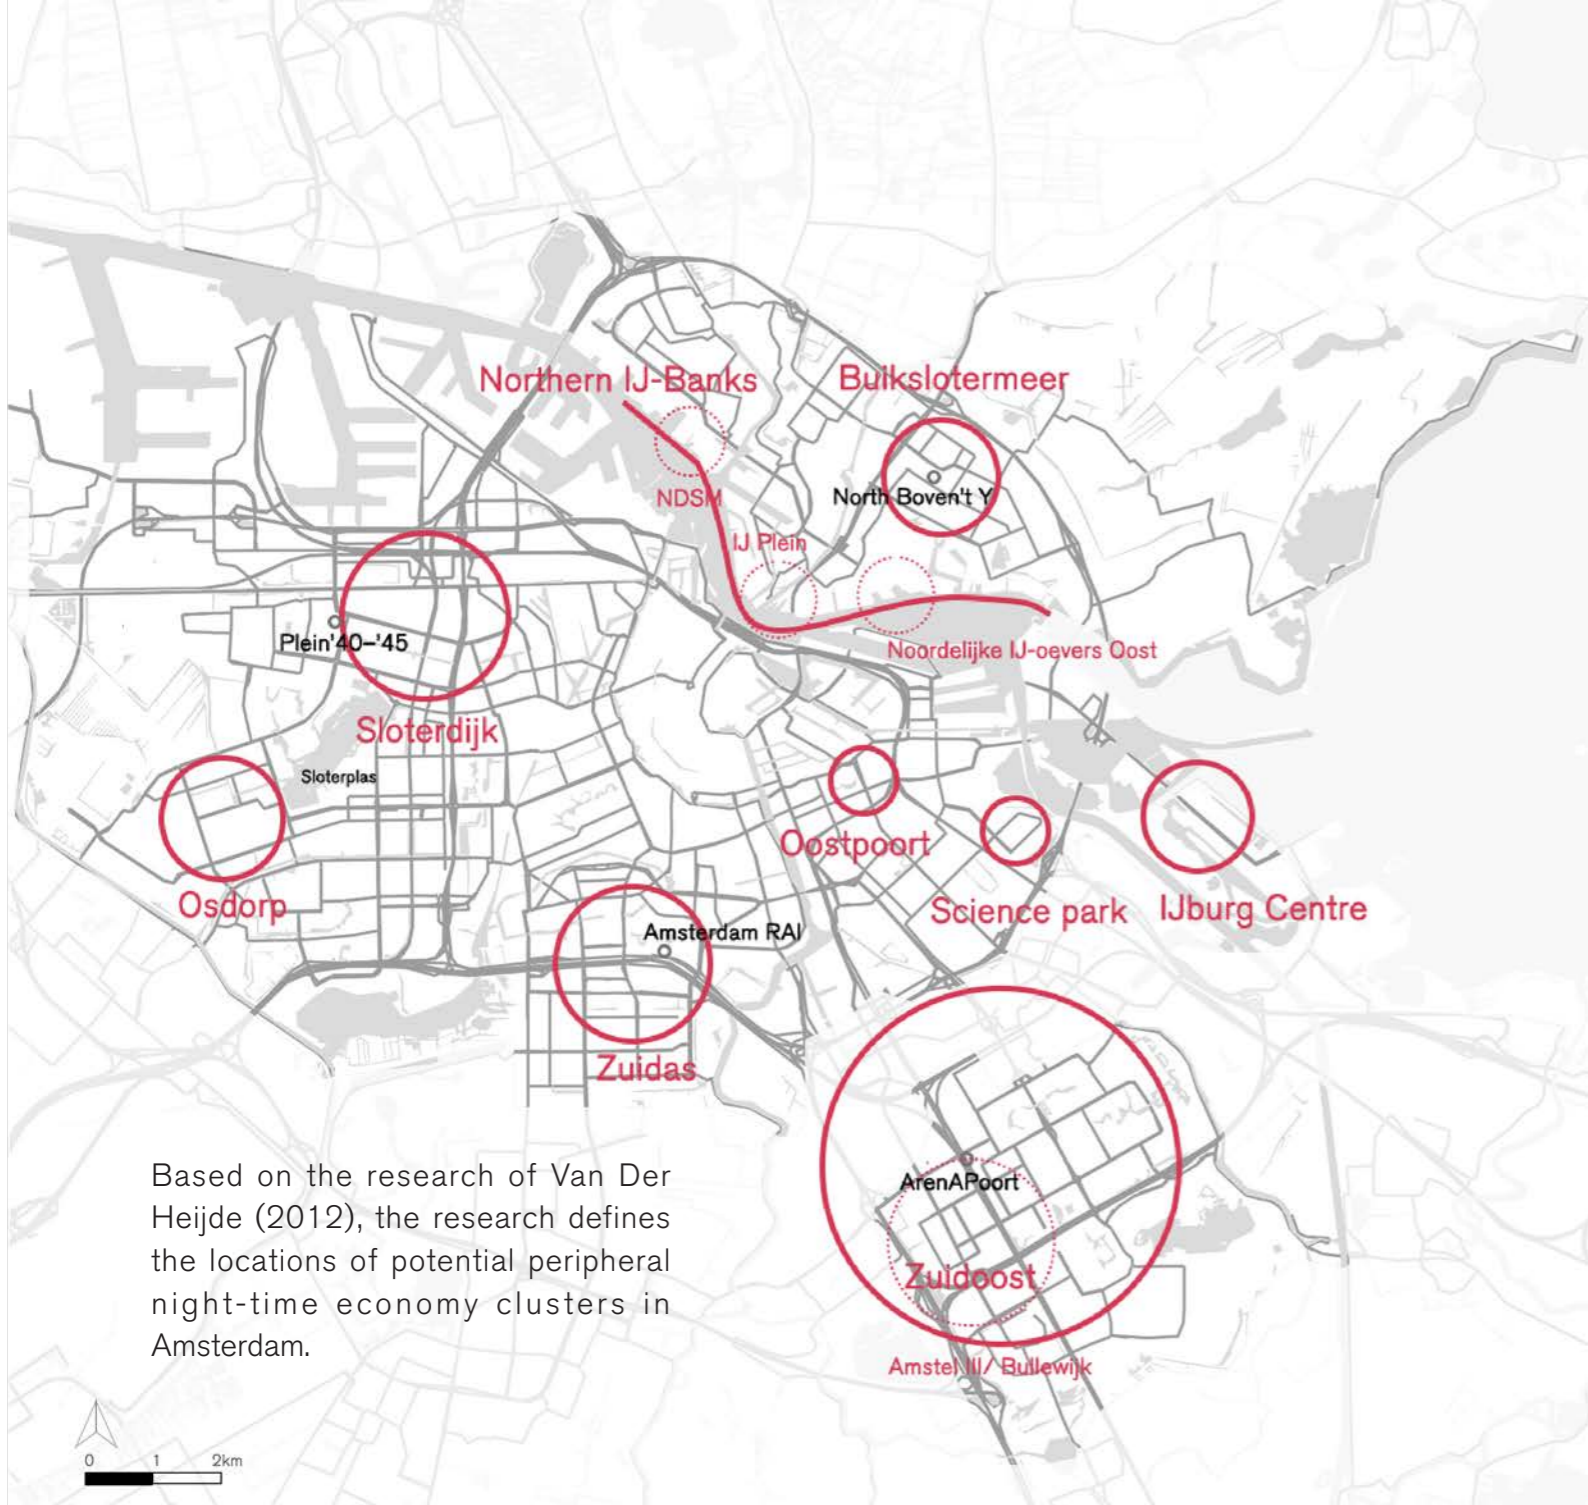 Northern IJ-Banks
Buikslotermeer
NDSM
North Boven't Y
IJ Plein
Plein'40–'45
Noordelijke IJ-oevers Oost
Sloterdijk
Sloterplas
Oostpoort
Osdorp
Science park
IJburg Centre
Amsterdam RAI
Zuidas
ArenAPoort
Zuidoost
Amstel III/ Bullewijk
Based on the research of Van Der
Heijde (2012), the research defines
the locations of potential peripheral
night-time economy clusters in
Amsterdam.
0 1 2km